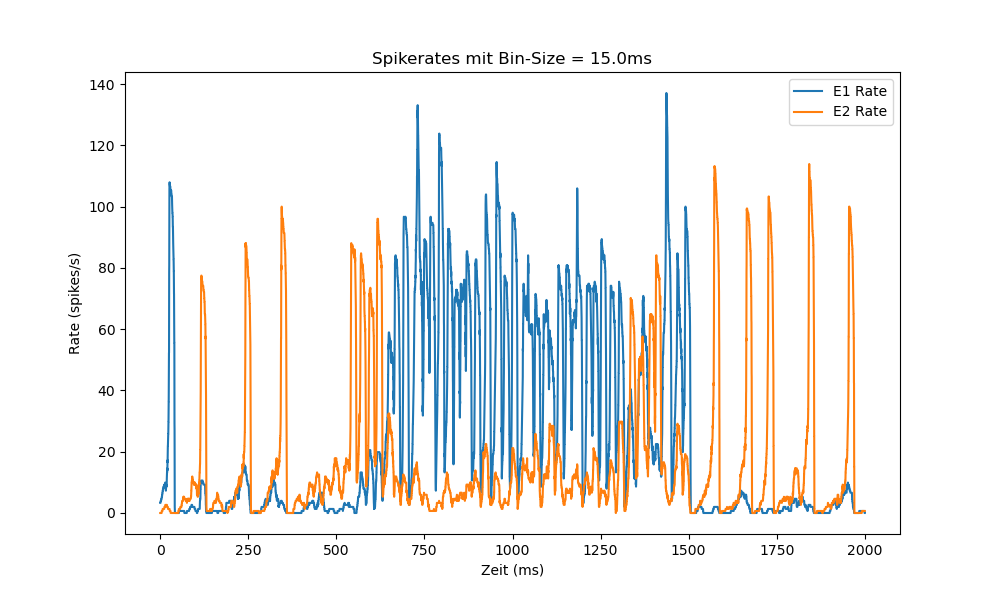 Spikerates mit Bin-Size = 15.0ms
E1 Rate
E2 Rate
Rate (spikes/s)
140
120
100
80
60
40
20
0
0 250 500 750 1000 1250 1500 1750 2000
Zeit (ms)